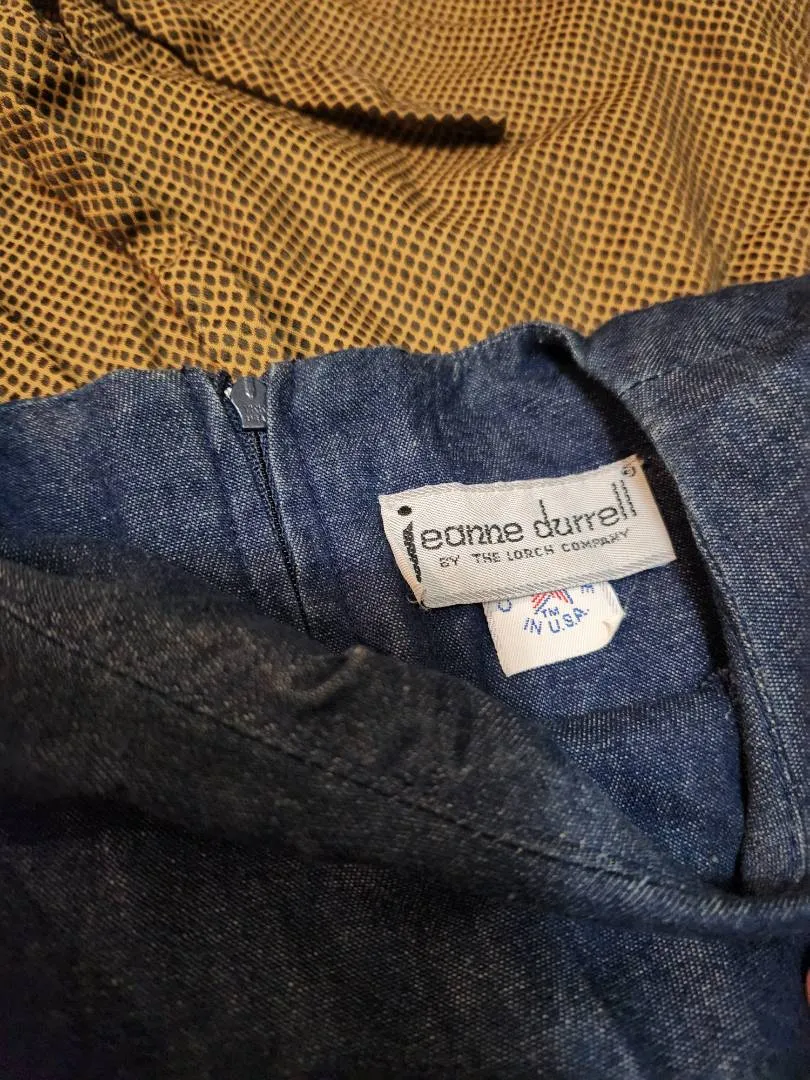 jeanne durrell
BY THE LORCH COMPANY
TM
IN U.S.A.